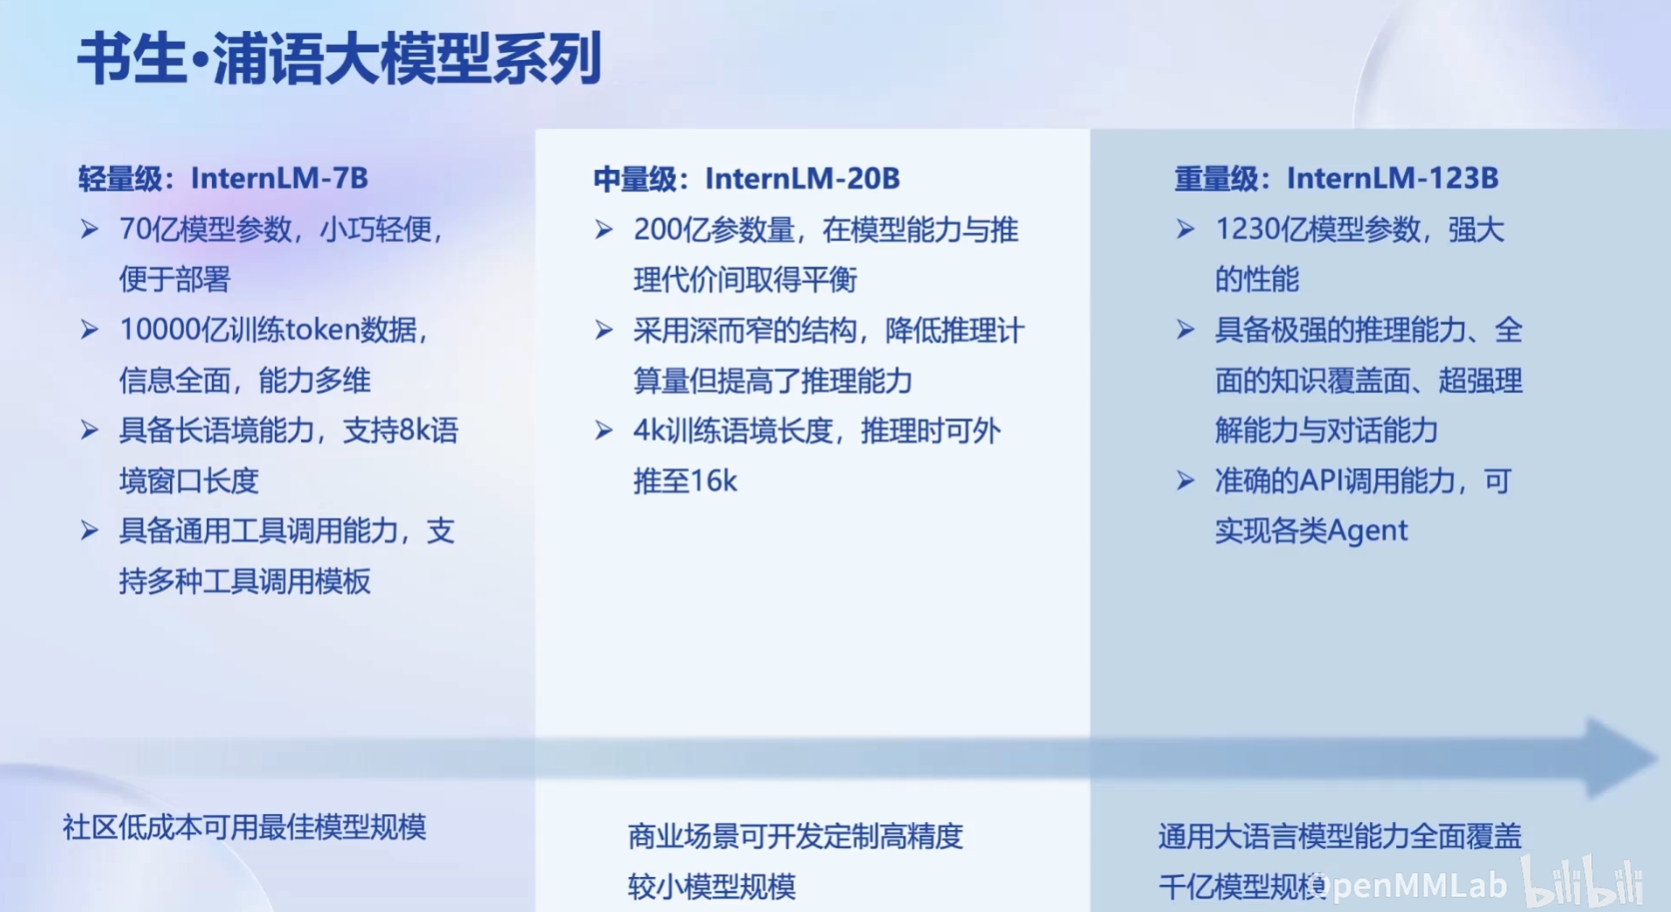 书生·浦语大模型系列
轻量级：InternLM-7B
➢ 70亿模型参数，小巧轻便，
便于部署
➢ 10000亿训练token数据，
信息全面，能力多维
➢ 具备长语境能力，支持8k语
境窗口长度
➢ 具备通用工具调用能力，支
持多种工具调用模板
社区低成本可用最佳模型规模
中量级：InternLM-20B
➢ 200亿参数量，在模型能力与推
理代价间取得平衡
➢ 采用深而窄的结构，降低推理计
算量但提高了推理能力
➢ 4k训练语境长度，推理时可外
推至16k
商业场景可开发定制高精度
较小模型规模
重量级：InternLM-123B
➢ 1230亿模型参数，强大
的性能
➢ 具备极强的推理能力、全
面的知识覆盖面、超强理
解能力与对话能力
➢ 准确的API调用能力，可
实现各类Agent
通用大语言模型能力全面覆盖
千亿模型规模
OpenMMLab bilibili